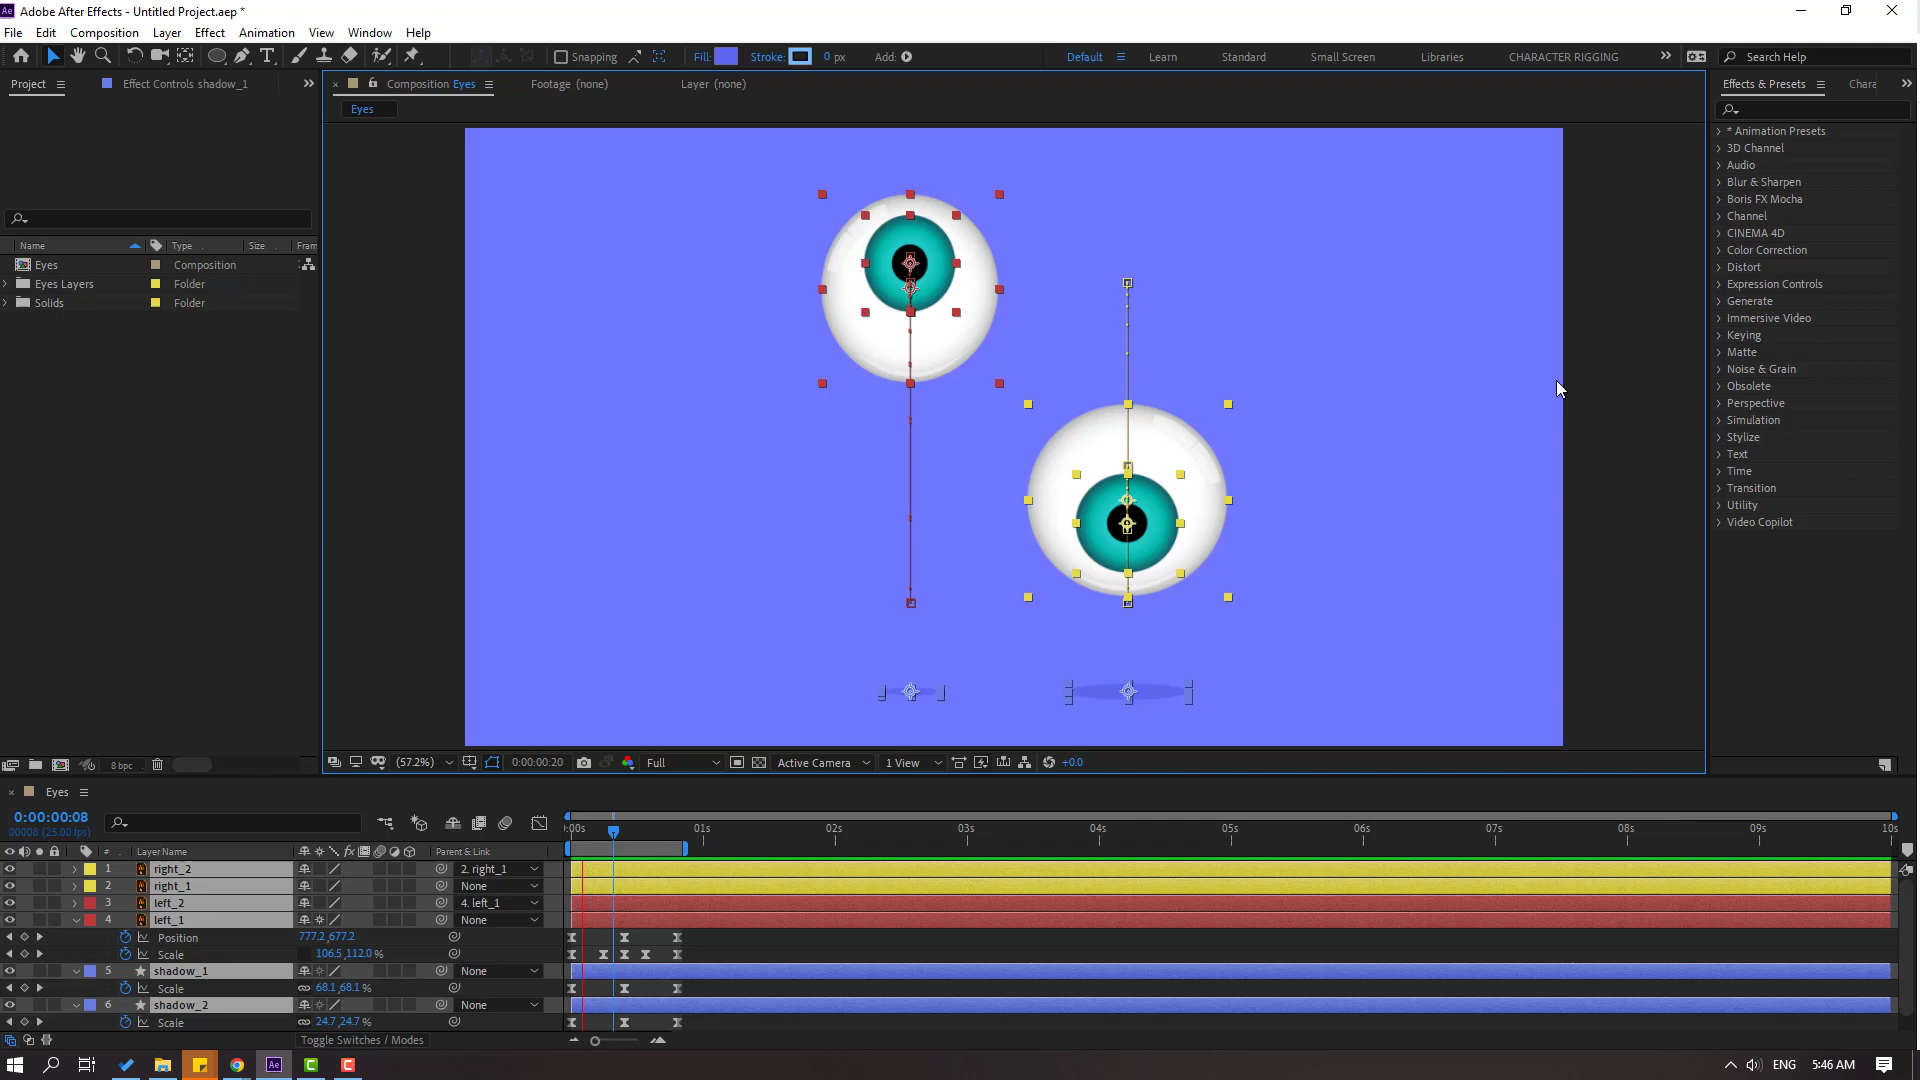 Adobe After Effects - Untitled Project.aep *
File Edit Composition Layer Effect Animation View Window Help
Snapping Fill: Stroke: 0 px Add: Default Learn Standard Small Screen Libraries CHARACTER RIGGING Search Help
Project Effect Controls shadow_1
Composition Eyes Footage (none) Layer (none)
Effects & Presets Chara
Eyes
* Animation Presets
3D Channel
Audio
Blur & Sharpen
Boris FX Mocha
Channel
CINEMA 4D
Color Correction
Distort
Expression Controls
Generate
Immersive Video
Keying
Matte
Noise & Grain
Obsolete
Perspective
Simulation
Stylize
Text
Time
Transition
Utility
Video Copilot
Name Type Size Fram
Eyes Composition
Eyes Layers Folder
Solids Folder
8 bpc
(57.2%) 0:00:00:20 Full Active Camera 1 View +0.0
Eyes
0:00:00:08
00008 (25.00 fps)
:00s 01s 02s 03s 04s 05s 06s 07s 08s 09s 10s
# Layer Name fx Parent & Link
1 right_2 2. right_1
2 right_1 None
3 left_2 4. left_1
4 left_1 None
Position 777.2,677.2
Scale 106.5,112.0 %
5 shadow_1 None
Scale 68.1,68.1 %
6 shadow_2 None
Scale 24.7,24.7 %
Toggle Switches / Modes
Ae ENG 5:46 AM